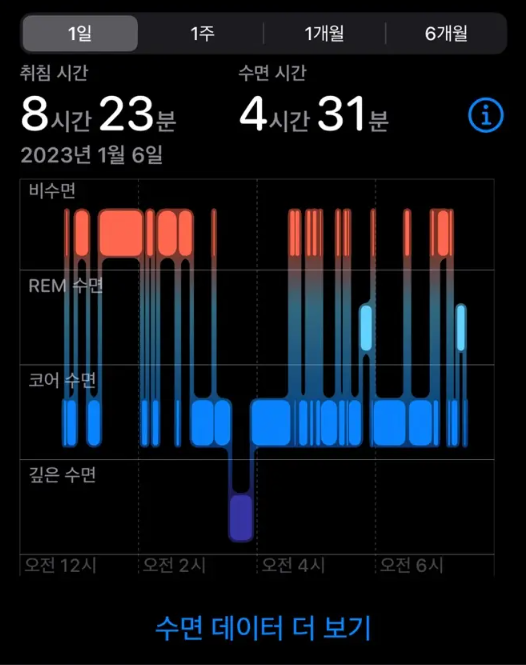 1일 1주 1개월 6개월
취침 시간 수면 시간
8시간 23분 4시간 31분
2023년 1월 6일
비수면
REM 수면
코어 수면
깊은 수면
오전 12시 오전 2시 오전 4시 오전 6시
수면 데이터 더 보기